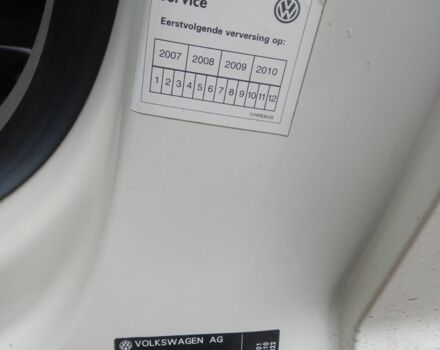 service
Eerstvolgende verversing op:
2007 2008 2009 2010
1 2 3 4 5 6 7 8 9 10 11 12
VOLKSWAGEN AG